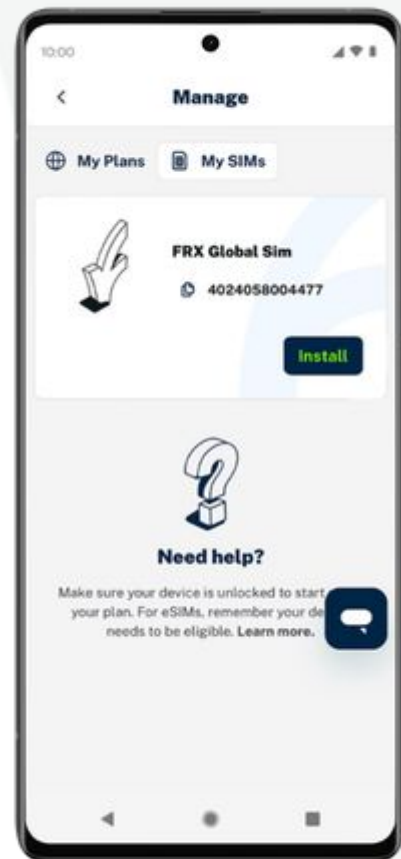 10:00
Manage
My Plans My SIMs
FRX Global Sim
4024058004477
Install
Need help?
Make sure your device is unlocked to start
your plan. For eSIMs, remember your
needs to be eligible. Learn more.